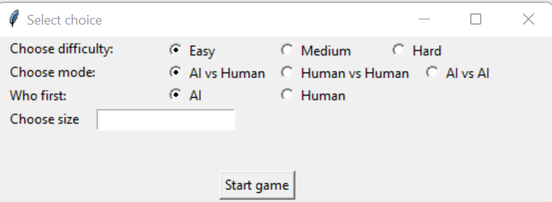 Select choice
Choose difficulty: Easy Medium Hard
Choose mode: AI vs Human Human vs Human AI vs AI
Who first: AI Human
Choose size
Start game